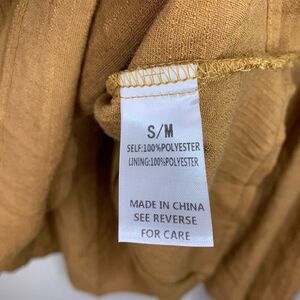 S/M
SELF:100%POLYESTER
LINING:100%POLYESTER
MADE IN CHINA
SEE REVERSE
FOR CARE